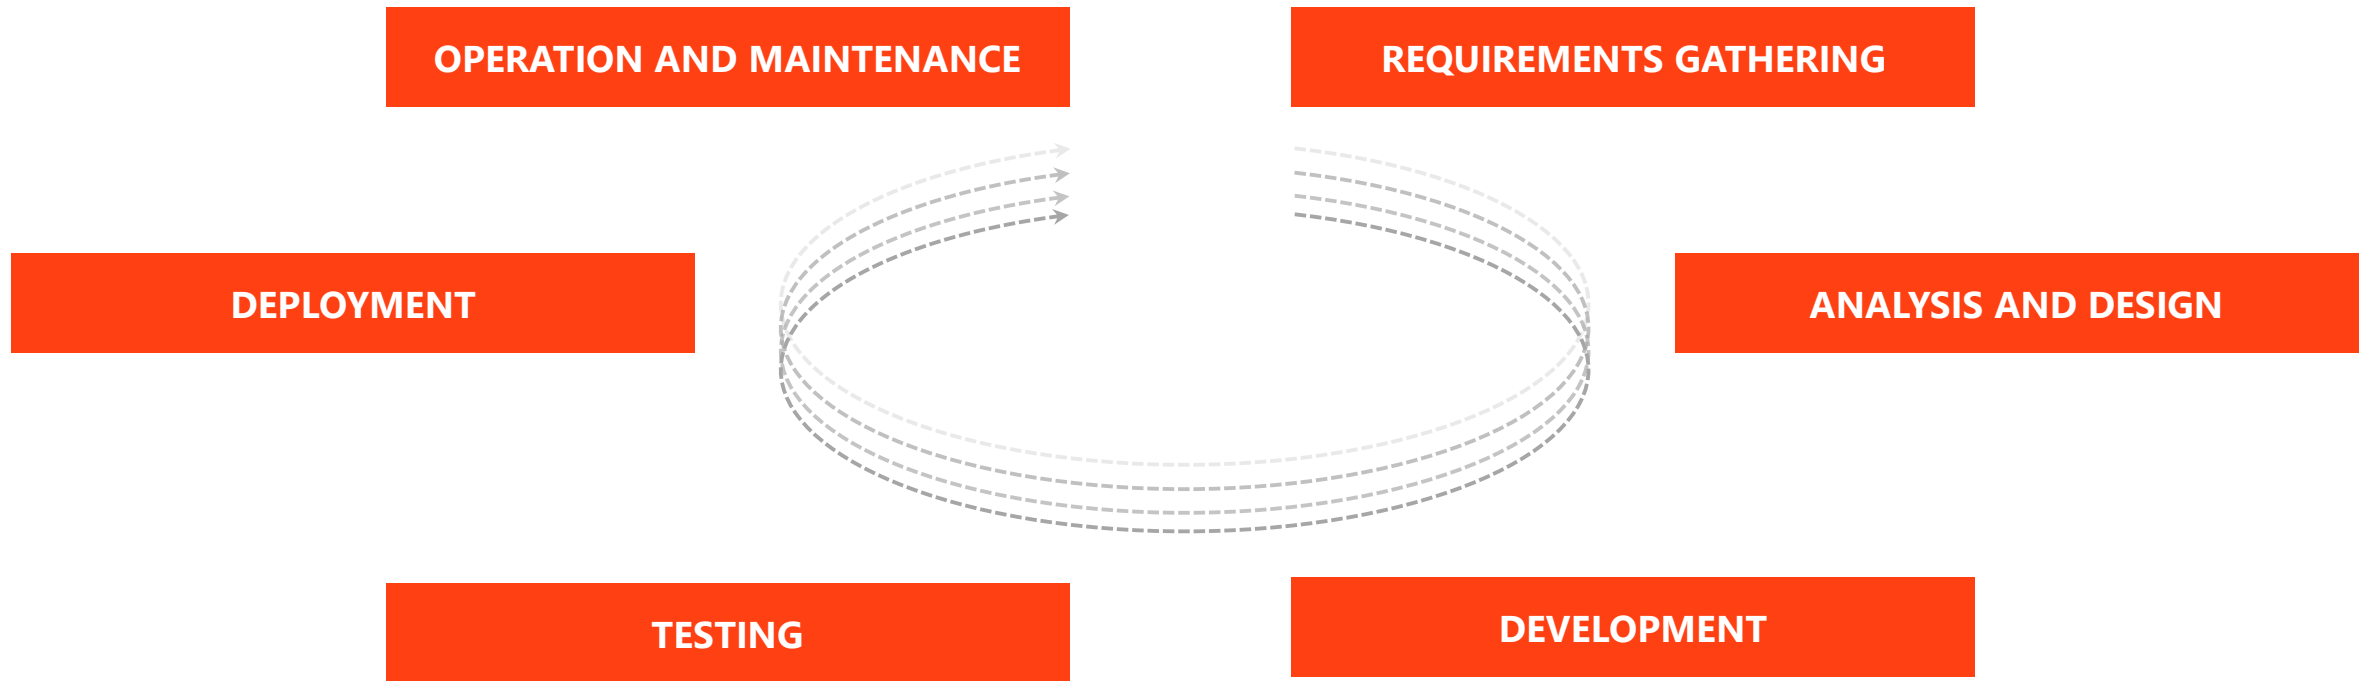 OPERATION AND MAINTENANCE
REQUIREMENTS GATHERING
DEPLOYMENT
ANALYSIS AND DESIGN
TESTING
DEVELOPMENT